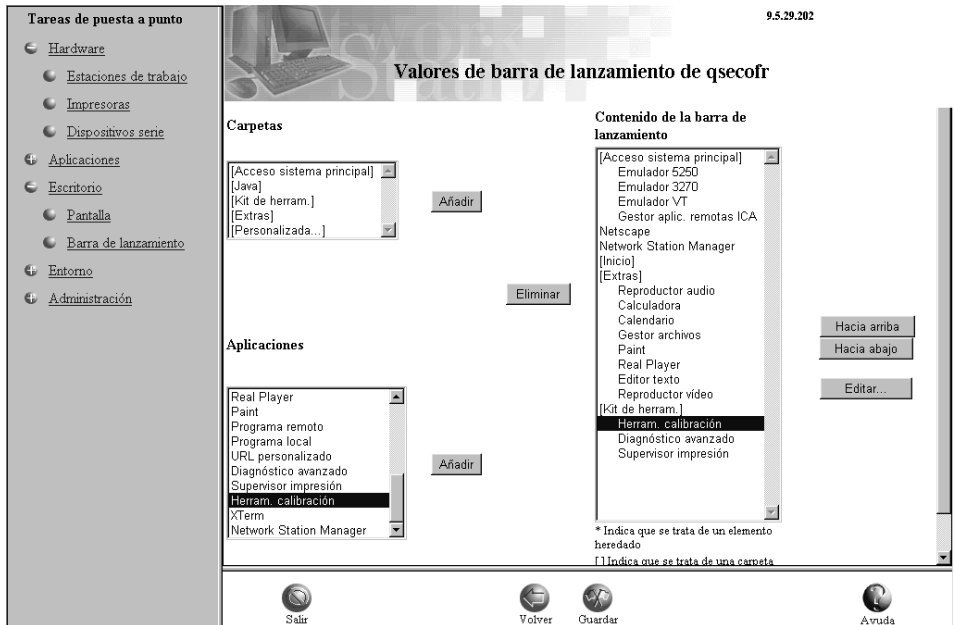 Tareas de puesta a punto
Hardware
Estaciones de trabajo
Impresoras
Dispositivos serie
Aplicaciones
Escritorio
Pantalla
Barra de lanzamiento
Entorno
Administración
9.5.29.202
Valores de barra de lanzamiento de qsecofr
Carpetas
[Acceso sistema principal]
[Java]
[Kit de herram.]
[Extras]
[Personalizada...]
Añadir
Eliminar
Aplicaciones
Real Player
Paint
Programa remoto
Programa local
URL personalizado
Diagnóstico avanzado
Supervisor impresión
Herram. calibración
XTerm
Network Station Manager
Añadir
Contenido de la barra de
lanzamiento
[Acceso sistema principal]
Emulador 5250
Emulador 3270
Emulador VT
Gestor aplic. remotas ICA
Netscape
Network Station Manager
[Inicio]
[Extras]
Reproductor audio
Calculadora
Calendario
Gestor archivos
Paint
Real Player
Editor texto
Reproductor vídeo
[Kit de herram.]
Herram. calibración
Diagnóstico avanzado
Supervisor impresión
* Indica que se trata de un elemento
heredado
[ ] Indica que se trata de una carpeta
Hacia arriba
Hacia abajo
Editar...
Salir
Volver
Guardar
Ayuda